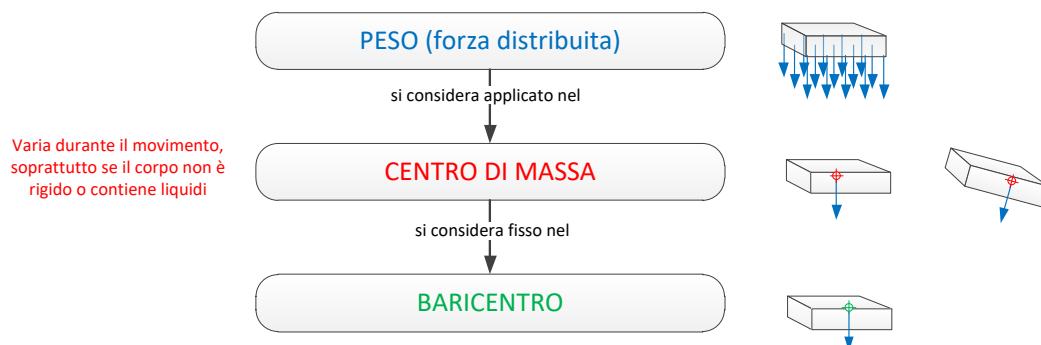 PESO (forza distribuita)
si considera applicato nel
Varia durante il movimento,
soprattutto se il corpo non è
rigido o contiene liquidi
CENTRO DI MASSA
si considera fisso nel
BARICENTRO